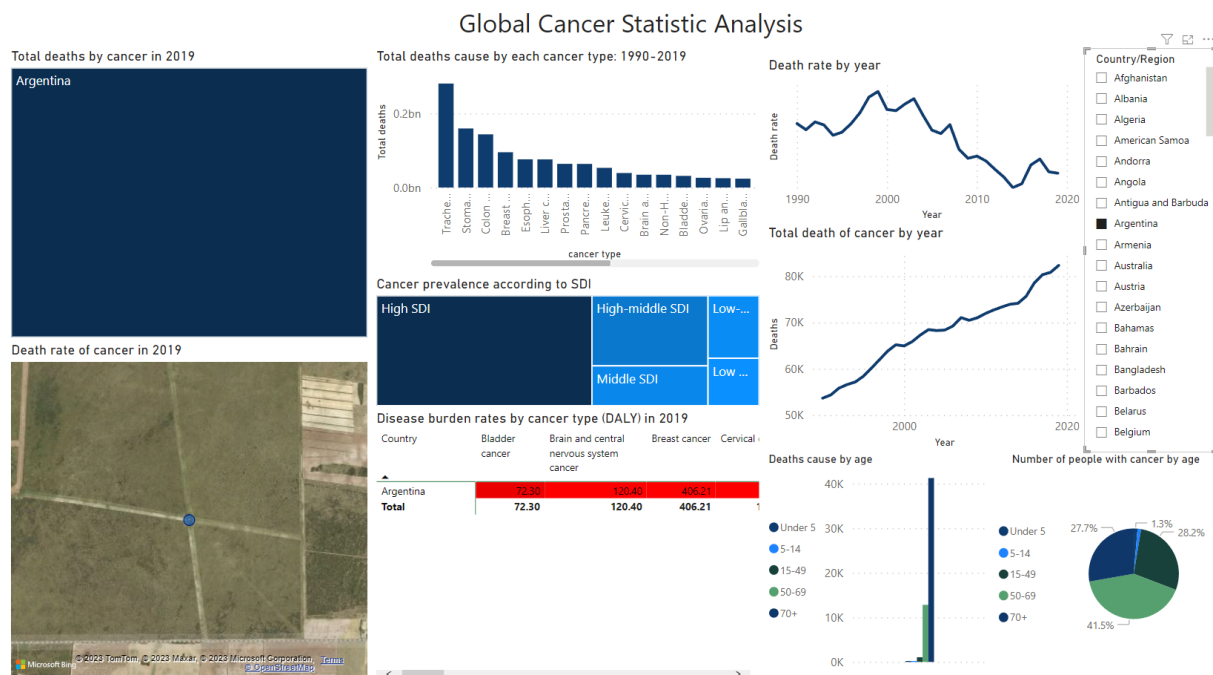 Global Cancer Statistic Analysis
Total deaths by cancer in 2019
Argentina
Death rate of cancer in 2019
Microsoft Bing
© 2023 TomTom, © 2023 Maxar, © 2023 Microsoft Corporation, Terms
© OpenStreetMap
Total deaths cause by each cancer type: 1990-2019
Total deaths
0.2bn
0.0bn
Trache...
Stoma...
Colon ...
Breast ...
Esoph...
Liver c...
Prosta...
Pancre...
Leuke...
Cervic...
Brain a...
Non-H...
Bladde...
Ovaria...
Lip an...
Gallbla...
cancer type
Cancer prevalence according to SDI
High SDI
High-middle SDI
Low-...
Middle SDI
Low ...
Disease burden rates by cancer type (DALY) in 2019
Country
Bladder
cancer
Brain and central
nervous system
cancer
Breast cancer
Cervical
Argentina 72.30 120.40 406.21
Total 72.30 120.40 406.21 1
Death rate by year
Death rate
1990 2000 2010 2020
Year
Total death of cancer by year
Deaths
80K
70K
60K
50K
2000 2020
Year
Deaths cause by age
Under 5
5-14
15-49
50-69
70+
40K
30K
20K
10K
0K
Number of people with cancer by age
Under 5
5-14
15-49
50-69
70+
27.7%
1.3%
28.2%
41.5%
Country/Region
Afghanistan
Albania
Algeria
American Samoa
Andorra
Angola
Antigua and Barbuda
Argentina
Armenia
Australia
Austria
Azerbaijan
Bahamas
Bahrain
Bangladesh
Barbados
Belarus
Belgium